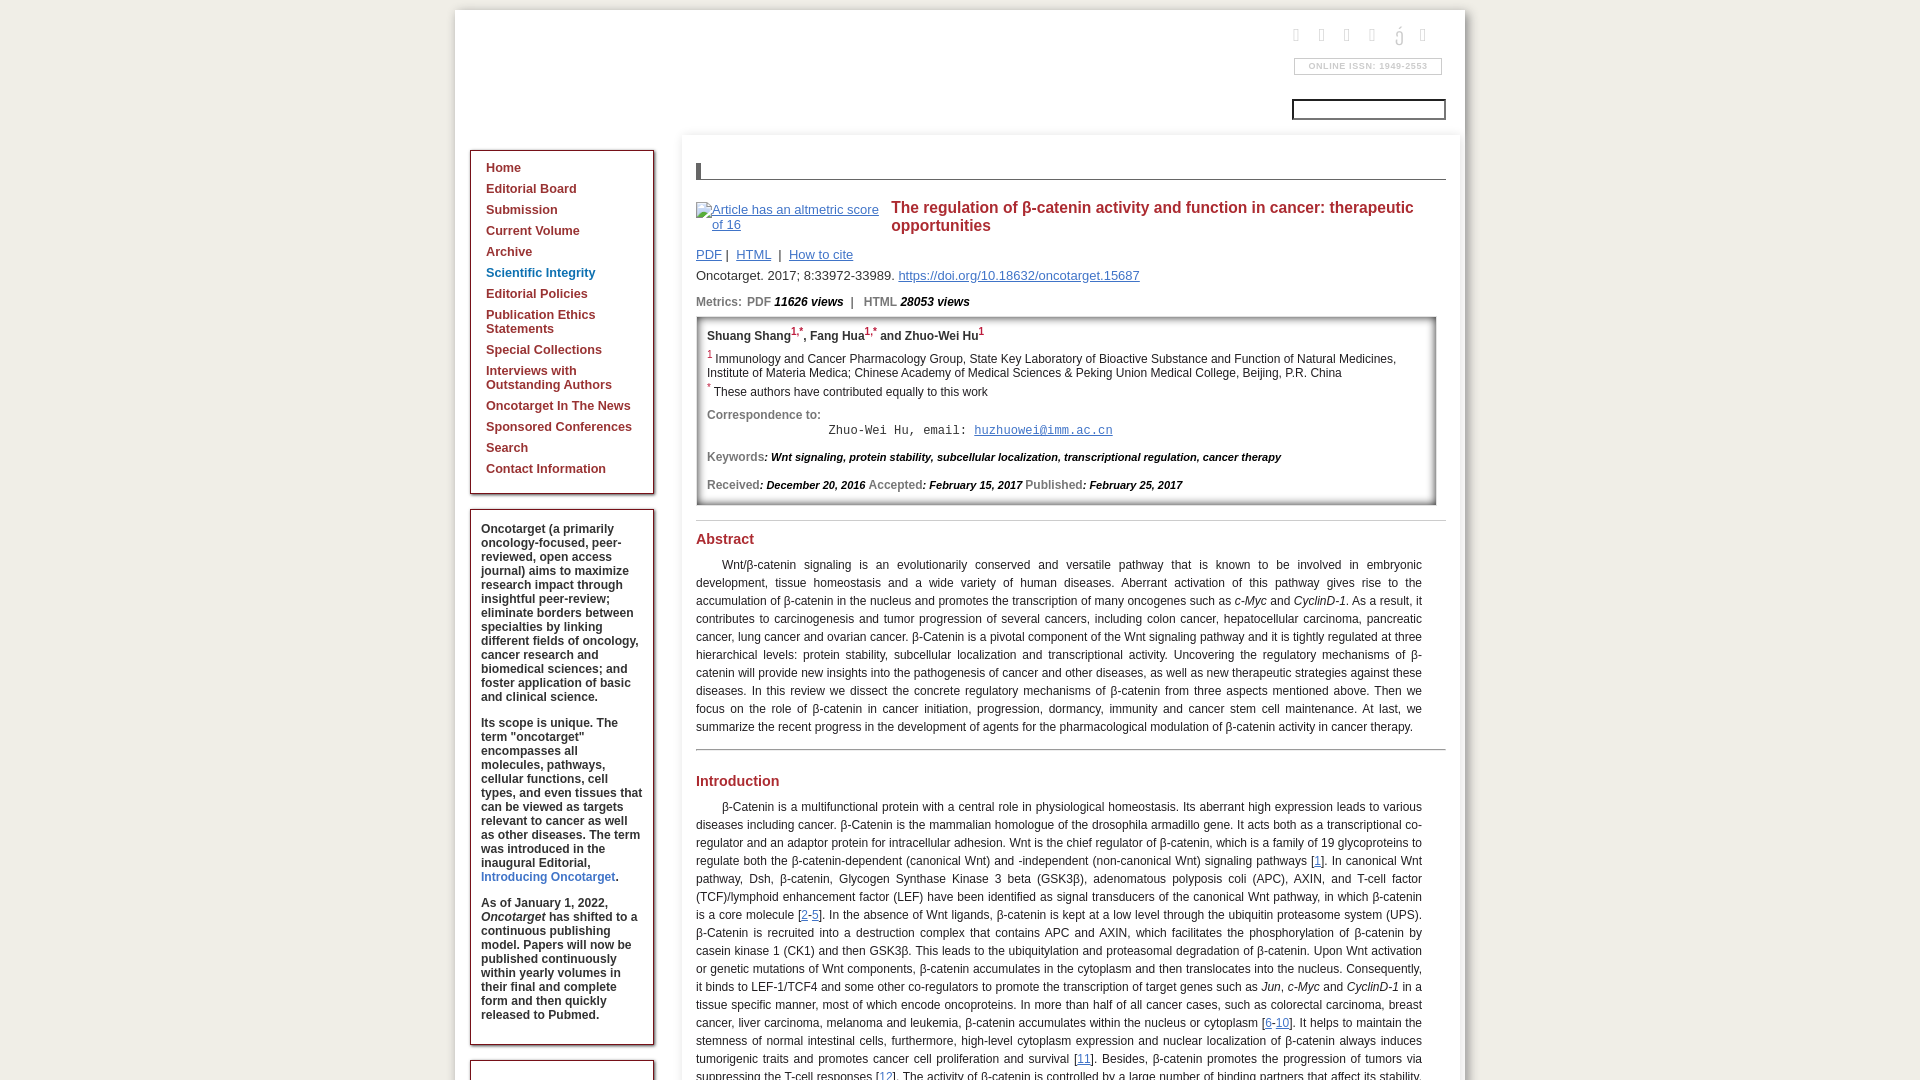 ONLINE ISSN: 1949-2553
Home
Editorial Board
Submission
Current Volume
Archive
Scientific Integrity
Editorial Policies
Publication Ethics
Statements
Special Collections
Interviews with
Outstanding Authors
Oncotarget In The News
Sponsored Conferences
Search
Contact Information
Oncotarget (a primarily
oncology-focused, peer-
reviewed, open access
journal) aims to maximize
research impact through
insightful peer-review;
eliminate borders between
specialties by linking
different fields of oncology,
cancer research and
biomedical sciences; and
foster application of basic
and clinical science.
Its scope is unique. The
term "oncotarget"
encompasses all
molecules, pathways,
cellular functions, cell
types, and even tissues that
can be viewed as targets
relevant to cancer as well
as other diseases. The term
was introduced in the
inaugural Editorial,
Introducing Oncotarget.
As of January 1, 2022,
Oncotarget has shifted to a
continuous publishing
model. Papers will now be
published continuously
within yearly volumes in
their final and complete
form and then quickly
released to Pubmed.
Article has an altmetric score
of 16
The regulation of β-catenin activity and function in cancer: therapeutic
opportunities
PDF | HTML | How to cite
Oncotarget. 2017; 8:33972-33989. https://doi.org/10.18632/oncotarget.15687
Metrics: PDF 11626 views | HTML 28053 views
Shuang Shang1,*, Fang Hua1,* and Zhuo-Wei Hu1
1 Immunology and Cancer Pharmacology Group, State Key Laboratory of Bioactive Substance and Function of Natural Medicines,
Institute of Materia Medica; Chinese Academy of Medical Sciences & Peking Union Medical College, Beijing, P.R. China
* These authors have contributed equally to this work
Correspondence to:
Zhuo-Wei Hu, email: huzhuowei@imm.ac.cn
Keywords: Wnt signaling, protein stability, subcellular localization, transcriptional regulation, cancer therapy
Received: December 20, 2016 Accepted: February 15, 2017 Published: February 25, 2017
Abstract
Wnt/β-catenin signaling is an evolutionarily conserved and versatile pathway that is known to be involved in embryonic
development, tissue homeostasis and a wide variety of human diseases. Aberrant activation of this pathway gives rise to the
accumulation of β-catenin in the nucleus and promotes the transcription of many oncogenes such as c-Myc and CyclinD-1. As a result, it
contributes to carcinogenesis and tumor progression of several cancers, including colon cancer, hepatocellular carcinoma, pancreatic
cancer, lung cancer and ovarian cancer. β-Catenin is a pivotal component of the Wnt signaling pathway and it is tightly regulated at three
hierarchical levels: protein stability, subcellular localization and transcriptional activity. Uncovering the regulatory mechanisms of β-
catenin will provide new insights into the pathogenesis of cancer and other diseases, as well as new therapeutic strategies against these
diseases. In this review we dissect the concrete regulatory mechanisms of β-catenin from three aspects mentioned above. Then we
focus on the role of β-catenin in cancer initiation, progression, dormancy, immunity and cancer stem cell maintenance. At last, we
summarize the recent progress in the development of agents for the pharmacological modulation of β-catenin activity in cancer therapy.
Introduction
β-Catenin is a multifunctional protein with a central role in physiological homeostasis. Its aberrant high expression leads to various
diseases including cancer. β-Catenin is the mammalian homologue of the drosophila armadillo gene. It acts both as a transcriptional co-
regulator and an adaptor protein for intracellular adhesion. Wnt is the chief regulator of β-catenin, which is a family of 19 glycoproteins to
regulate both the β-catenin-dependent (canonical Wnt) and -independent (non-canonical Wnt) signaling pathways [1]. In canonical Wnt
pathway, Dsh, β-catenin, Glycogen Synthase Kinase 3 beta (GSK3β), adenomatous polyposis coli (APC), AXIN, and T-cell factor
(TCF)/lymphoid enhancement factor (LEF) have been identified as signal transducers of the canonical Wnt pathway, in which β-catenin
is a core molecule [2-5]. In the absence of Wnt ligands, β-catenin is kept at a low level through the ubiquitin proteasome system (UPS).
β-Catenin is recruited into a destruction complex that contains APC and AXIN, which facilitates the phosphorylation of β-catenin by
casein kinase 1 (CK1) and then GSK3β. This leads to the ubiquitylation and proteasomal degradation of β-catenin. Upon Wnt activation
or genetic mutations of Wnt components, β-catenin accumulates in the cytoplasm and then translocates into the nucleus. Consequently,
it binds to LEF-1/TCF4 and some other co-regulators to promote the transcription of target genes such as Jun, c-Myc and CyclinD-1 in a
tissue specific manner, most of which encode oncoproteins. In more than half of all cancer cases, such as colorectal carcinoma, breast
cancer, liver carcinoma, melanoma and leukemia, β-catenin accumulates within the nucleus or cytoplasm [6-10]. It helps to maintain the
stemness of normal intestinal cells, furthermore, high-level cytoplasm expression and nuclear localization of β-catenin always induces
tumorigenic traits and promotes cancer cell proliferation and survival [11]. Besides, β-catenin promotes the progression of tumors via
suppressing the T-cell responses [12]. The activity of β-catenin is controlled by a large number of binding partners that affect its stability,